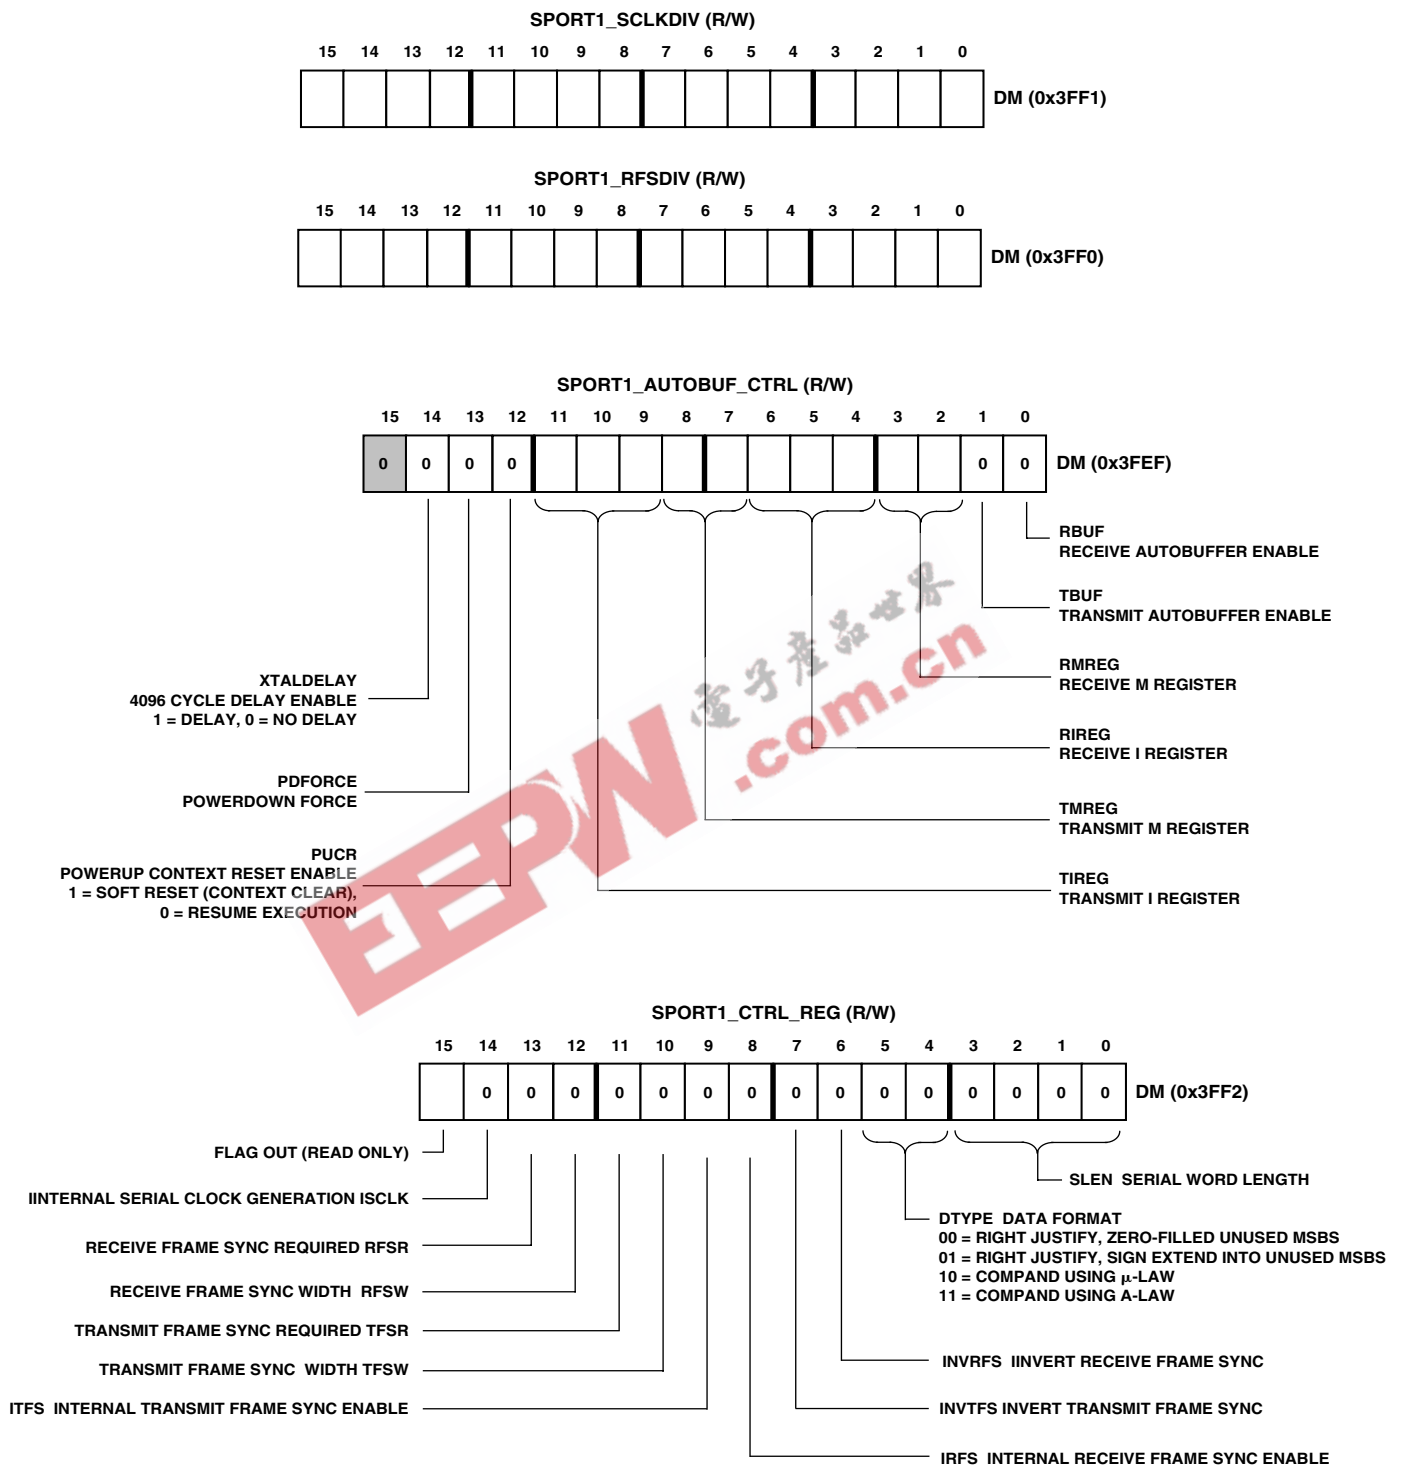 SPORT1_SCLKDIV (R/W)
15 14 13 12 11 10 9 8 7 6 5 4 3 2 1 0
DM (0x3FF1)
SPORT1_RFSDIV (R/W)
15 14 13 12 11 10 9 8 7 6 5 4 3 2 1 0
DM (0x3FF0)
SPORT1_AUTOBUF_CTRL (R/W)
15 14 13 12 11 10 9 8 7 6 5 4 3 2 1 0
0 0 0 0 0 0 DM (0x3FEF)
RBUF
RECEIVE AUTOBUFFER ENABLE
TBUF
TRANSMIT AUTOBUFFER ENABLE
RMREG
RECEIVE M REGISTER
RIREG
RECEIVE I REGISTER
TMREG
TRANSMIT M REGISTER
TIREG
TRANSMIT I REGISTER
XTALDELAY
4096 CYCLE DELAY ENABLE
1 = DELAY, 0 = NO DELAY
PDFORCE
POWERDOWN FORCE
PUCR
POWERUP CONTEXT RESET ENABLE
1 = SOFT RESET (CONTEXT CLEAR),
0 = RESUME EXECUTION
EEPW
.com.cn
電子產品世界
SPORT1_CTRL_REG (R/W)
15 14 13 12 11 10 9 8 7 6 5 4 3 2 1 0
0 0 0 0 0 0 0 0 0 0 0 0 0 0 0 DM (0x3FF2)
FLAG OUT (READ ONLY)
IINTERNAL SERIAL CLOCK GENERATION ISCLK
RECEIVE FRAME SYNC REQUIRED RFSR
RECEIVE FRAME SYNC WIDTH RFSW
TRANSMIT FRAME SYNC REQUIRED TFSR
TRANSMIT FRAME SYNC WIDTH TFSW
ITFS INTERNAL TRANSMIT FRAME SYNC ENABLE
SLEN SERIAL WORD LENGTH
DTYPE DATA FORMAT
00 = RIGHT JUSTIFY, ZERO-FILLED UNUSED MSBS
01 = RIGHT JUSTIFY, SIGN EXTEND INTO UNUSED MSBS
10 = COMPAND USING μ-LAW
11 = COMPAND USING A-LAW
INVRFS IINVERT RECEIVE FRAME SYNC
INVTFS INVERT TRANSMIT FRAME SYNC
IRFS INTERNAL RECEIVE FRAME SYNC ENABLE